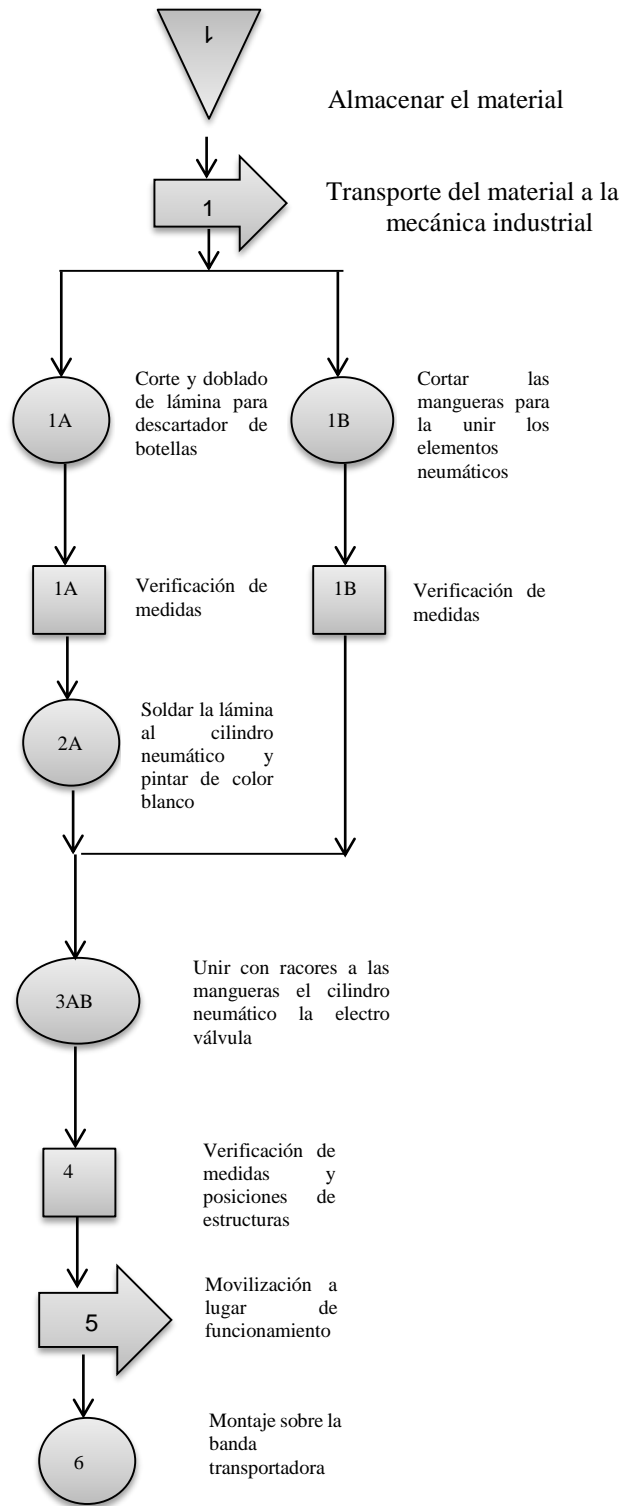 1
Almacenar el material
1
Transporte del material a la
mecánica industrial
1A
Corte y doblado
de lámina para
descartador de
botellas
1B
Cortar las
mangueras para
la unir los
elementos
neumáticos
1A
Verificación de
medidas
1B
Verificación de
medidas
2A
Soldar la lámina
al cilindro
neumático y
pintar de color
blanco
3AB
Unir con racores a las
mangueras el cilindro
neumático la electro
válvula
4
Verificación de
medidas y
posiciones de
estructuras
5
Movilización a
lugar de
funcionamiento
6
Montaje sobre la
banda
transportadora